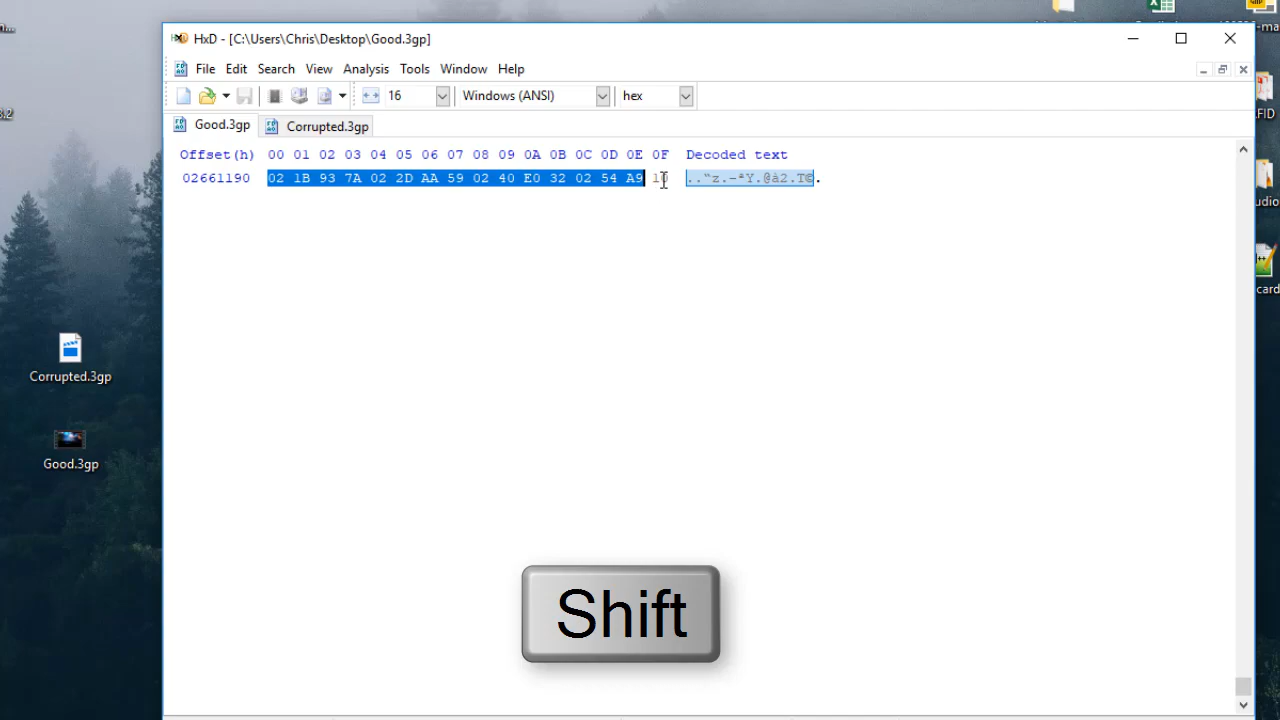 HxD - [C:\Users\Chris\Desktop\Good.3gp]
File Edit Search View Analysis Tools Window Help
16 Windows (ANSI) hex
Good.3gp Corrupted.3gp
Offset(h) 00 01 02 03 04 05 06 07 08 09 0A 0B 0C 0D 0E 0F Decoded text
02661190 02 1B 93 7A 02 2D AA 59 02 40 E0 32 02 54 A9 ..“z.-ªY.@à2.T©.
Corrupted.3gp
Good.3gp
Shift